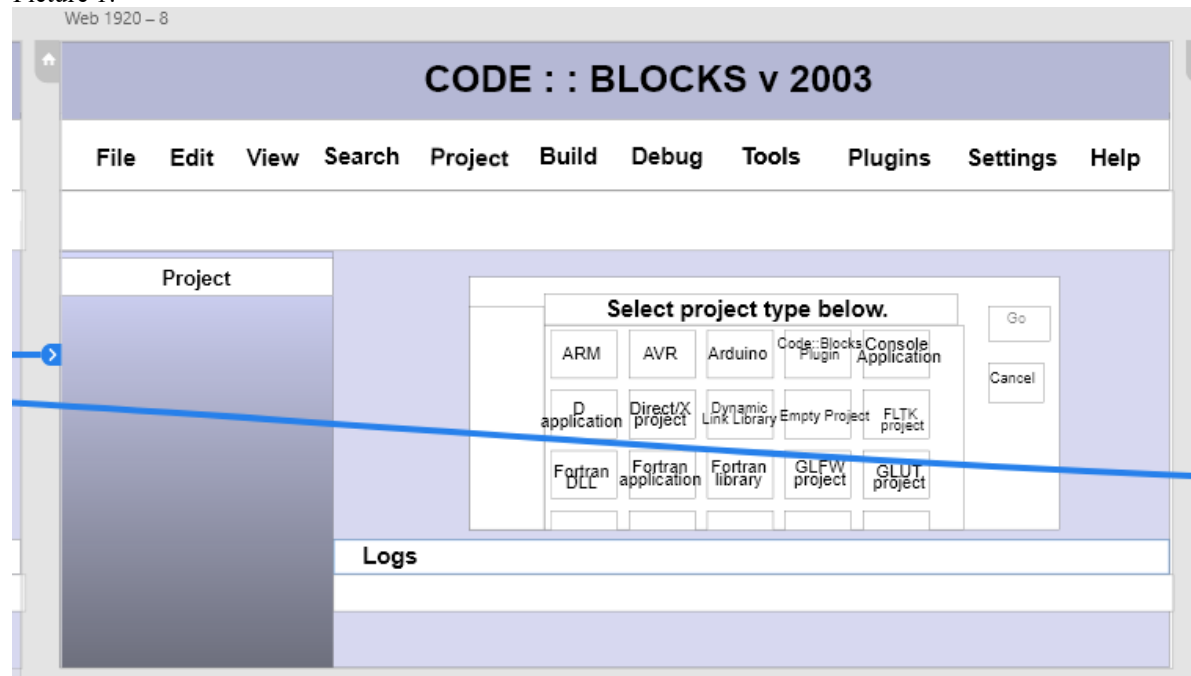 Picture 1:
Web 1920 – 8
CODE : : BLOCKS v 2003
File Edit View Search Project Build Debug Tools Plugins Settings Help
Project
Select project type below.
Go
Cancel
ARM AVR Arduino Code::Blocks Plugin Console Application
D application Direct/X project Dynamic Link Library Empty Project FLTK project
Fortran DLL Fortran application Fortran library GLFW project GLUT project
Logs